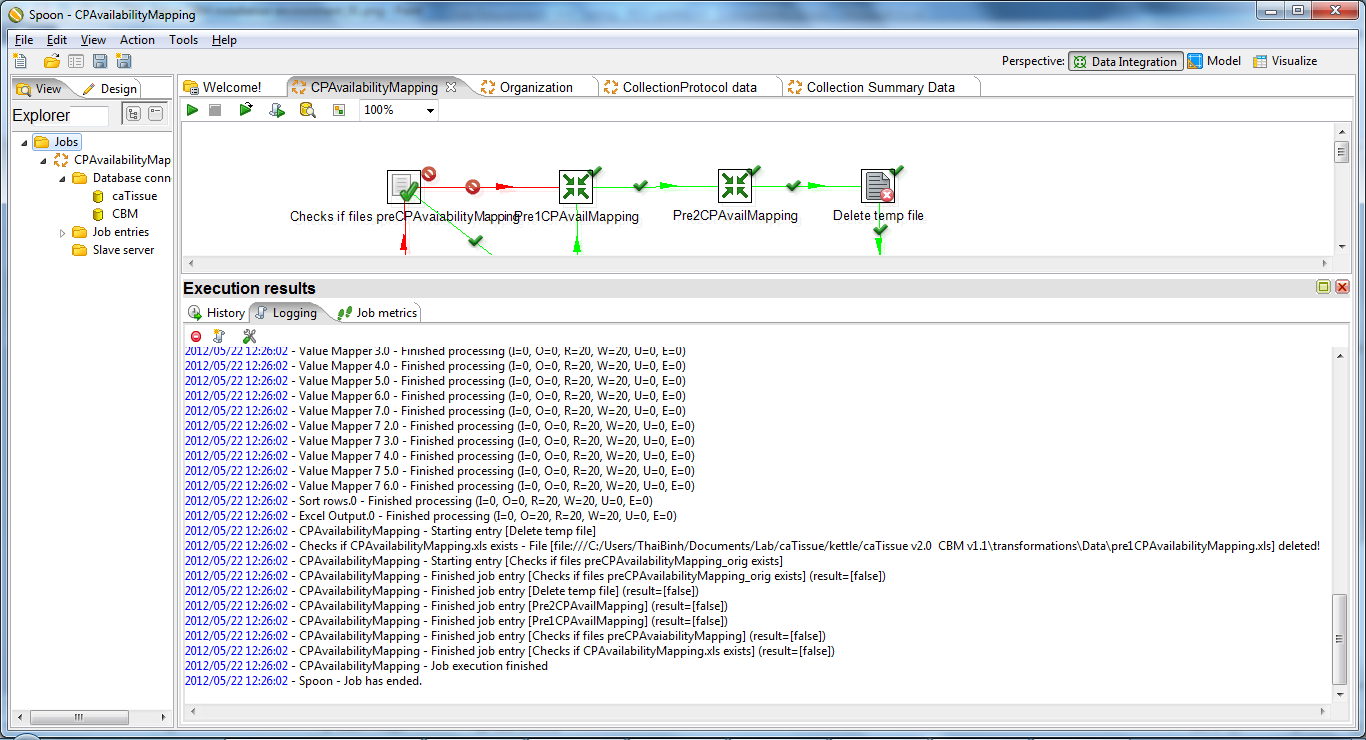 Spoon - CPAvailabilityMapping
File Edit View Action Tools Help
Perspective: Data Integration Model Visualize
View Design
Explorer
Jobs
CPAvailabilityMap
Database conn
caTissue
CBM
Job entries
Slave server
Welcome! CPAvailabilityMapping Organization CollectionProtocol data Collection Summary Data
100%
Checks if files preCPAvaiabilityMapping Pre1CPAvailMapping Pre2CPAvailMapping Delete temp file
Execution results
History Logging Job metrics
2012/05/22 12:26:02 - Value Mapper 3.0 - Finished processing (I=0, O=0, R=20, W=20, U=0, E=0)
2012/05/22 12:26:02 - Value Mapper 4.0 - Finished processing (I=0, O=0, R=20, W=20, U=0, E=0)
2012/05/22 12:26:02 - Value Mapper 5.0 - Finished processing (I=0, O=0, R=20, W=20, U=0, E=0)
2012/05/22 12:26:02 - Value Mapper 6.0 - Finished processing (I=0, O=0, R=20, W=20, U=0, E=0)
2012/05/22 12:26:02 - Value Mapper 7.0 - Finished processing (I=0, O=0, R=20, W=20, U=0, E=0)
2012/05/22 12:26:02 - Value Mapper 7 2.0 - Finished processing (I=0, O=0, R=20, W=20, U=0, E=0)
2012/05/22 12:26:02 - Value Mapper 7 3.0 - Finished processing (I=0, O=0, R=20, W=20, U=0, E=0)
2012/05/22 12:26:02 - Value Mapper 7 4.0 - Finished processing (I=0, O=0, R=20, W=20, U=0, E=0)
2012/05/22 12:26:02 - Value Mapper 7 5.0 - Finished processing (I=0, O=0, R=20, W=20, U=0, E=0)
2012/05/22 12:26:02 - Value Mapper 7 6.0 - Finished processing (I=0, O=0, R=20, W=20, U=0, E=0)
2012/05/22 12:26:02 - Sort rows.0 - Finished processing (I=0, O=0, R=20, W=20, U=0, E=0)
2012/05/22 12:26:02 - Excel Output.0 - Finished processing (I=0, O=20, R=20, W=20, U=0, E=0)
2012/05/22 12:26:02 - CPAvailabilityMapping - Starting entry [Delete temp file]
2012/05/22 12:26:02 - Checks if CPAvailabilityMapping.xls exists - File [file:///C:/Users/ThaiBinh/Documents/Lab/caTissue/kettle/caTissue v2.0  CBM v1.1\transformations\Data\pre1CPAvailabilityMapping.xls] deleted!
2012/05/22 12:26:02 - CPAvailabilityMapping - Starting entry [Checks if files preCPAvailabilityMapping_orig exists]
2012/05/22 12:26:02 - CPAvailabilityMapping - Finished job entry [Checks if files preCPAvailabilityMapping_orig exists] (result=[false])
2012/05/22 12:26:02 - CPAvailabilityMapping - Finished job entry [Delete temp file] (result=[false])
2012/05/22 12:26:02 - CPAvailabilityMapping - Finished job entry [Pre2CPAvailMapping] (result=[false])
2012/05/22 12:26:02 - CPAvailabilityMapping - Finished job entry [Pre1CPAvailMapping] (result=[false])
2012/05/22 12:26:02 - CPAvailabilityMapping - Finished job entry [Checks if files preCPAvaiabilityMapping] (result=[false])
2012/05/22 12:26:02 - CPAvailabilityMapping - Finished job entry [Checks if CPAvailabilityMapping.xls exists] (result=[false])
2012/05/22 12:26:02 - CPAvailabilityMapping - Job execution finished
2012/05/22 12:26:02 - Spoon - Job has ended.